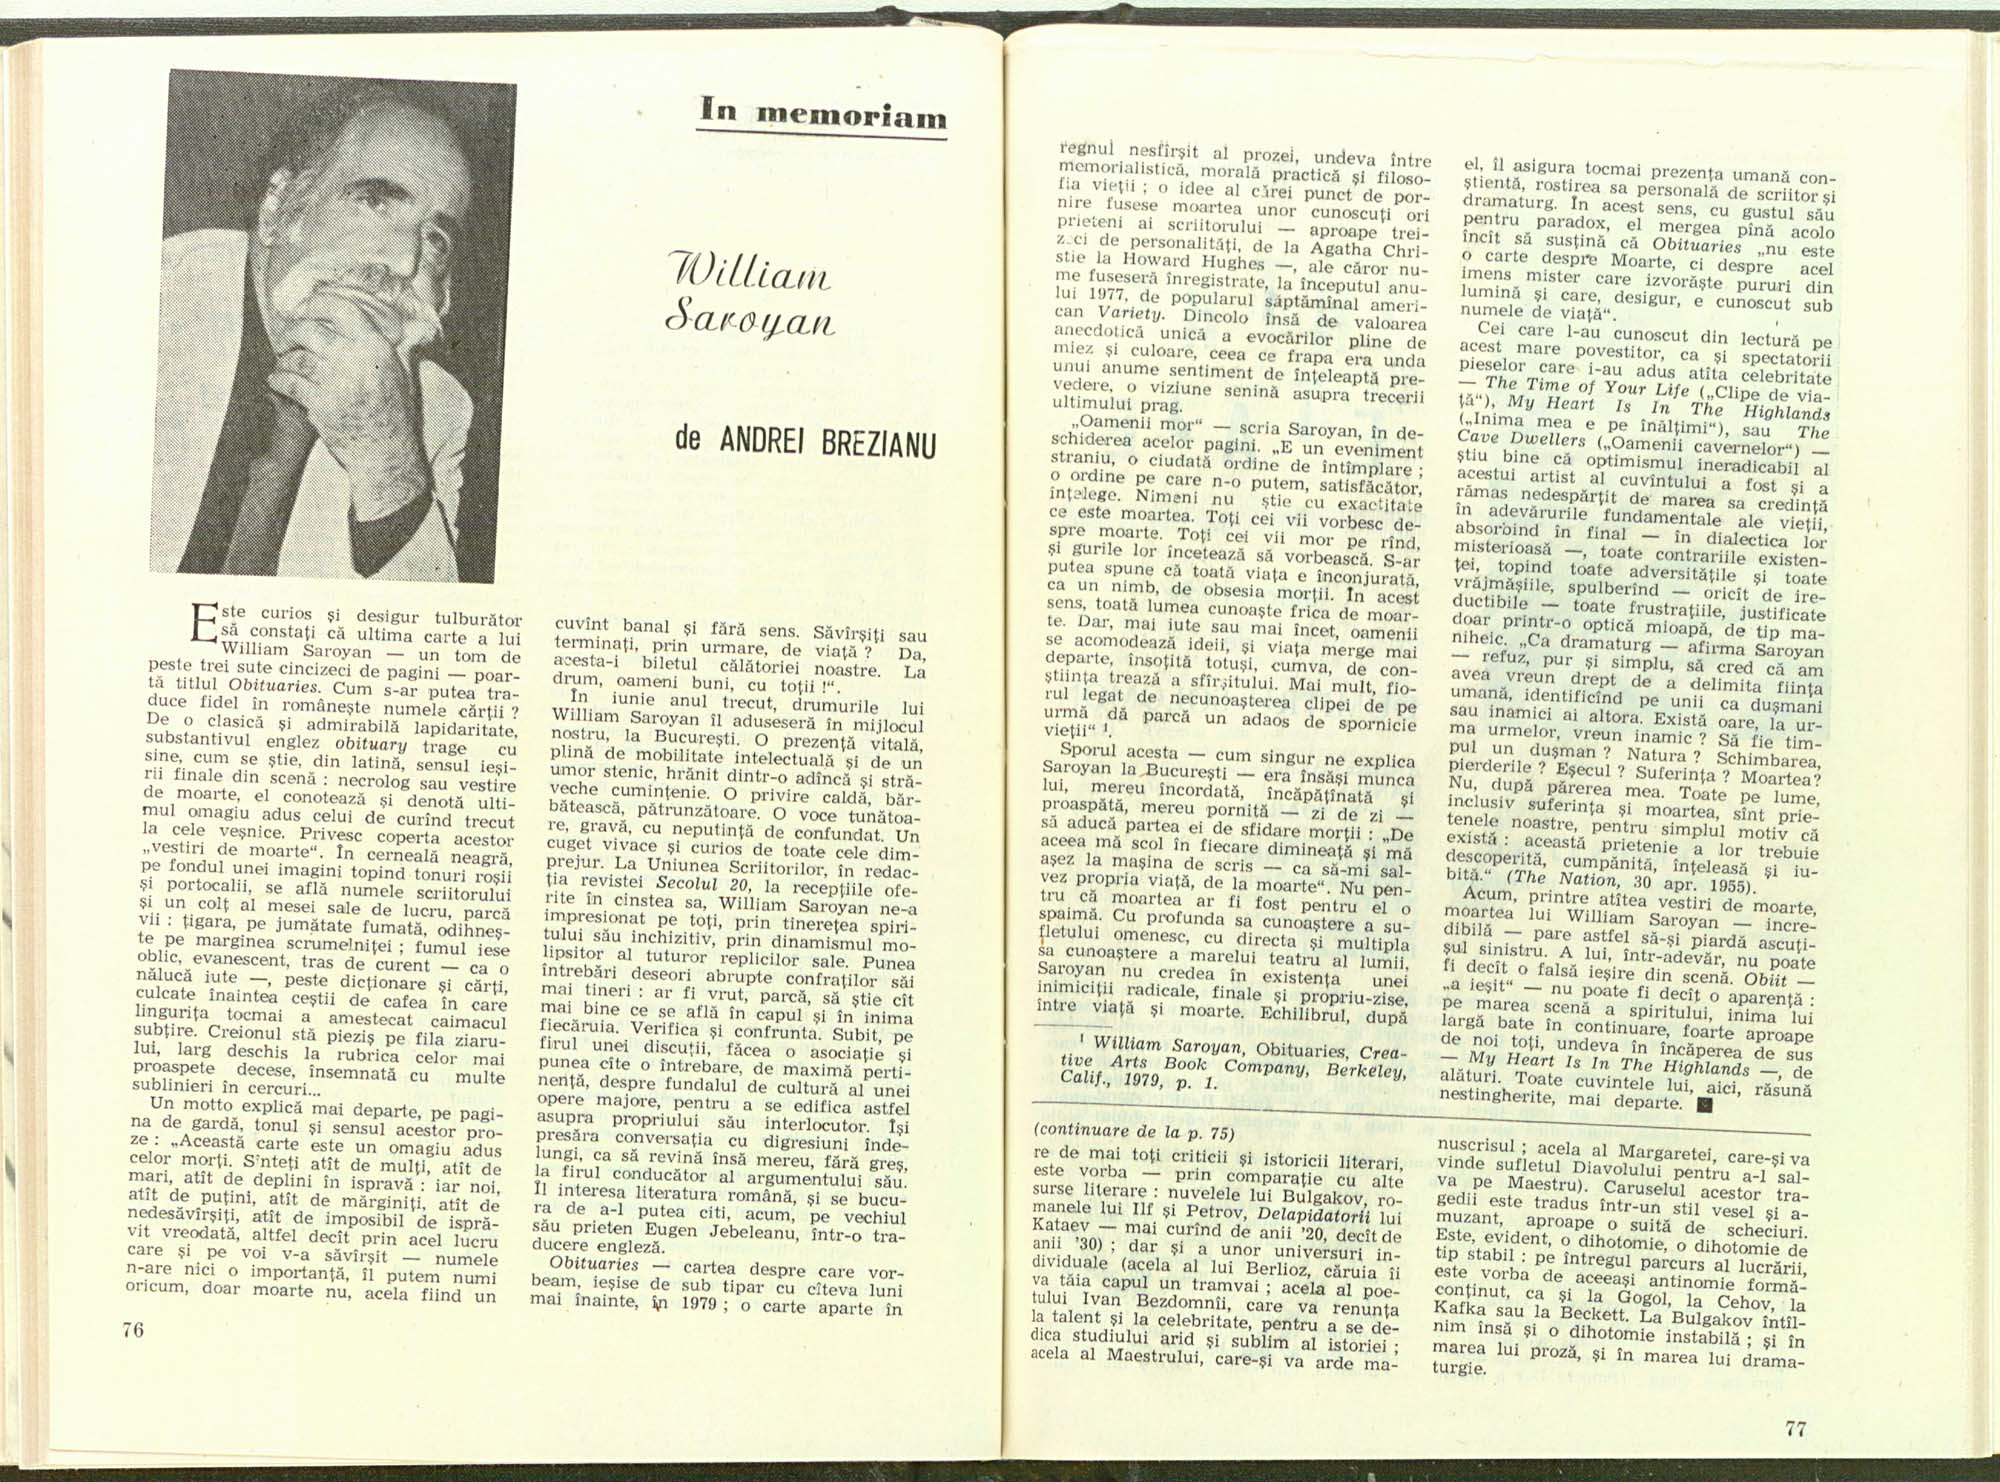 In memoriam
William
Saroyan
de ANDREI BREZIANU
Este curios și desigur tulburător
să constați că ultima carte a lui
William Saroyan — un tom de
peste trei sute cincizeci de pagini — poar-
tă titlul Obituaries. Cum s-ar putea tra-
duce fidel în românește numele cărții ?
De o clasică și admirabilă lapidaritate,
substantivul englez obituary trage cu
sine, cum se știe, din latină, sensul ieși-
rii finale din scenă : necrolog sau vestire
de moarte, el conotează și denotă ulti-
mul omagiu adus celui de curînd trecut
la cele veșnice. Privesc coperta acestor
„vestiri de moarte“. În cerneală neagră,
pe fondul unei imagini topind tonuri roșii
și portocalii, se află numele scriitorului
și un colț al mesei sale de lucru, parcă
vii : țigara, pe jumătate fumată, odihneș-
te pe marginea scrumelniței ; fumul iese
oblic, evanescent, tras de curent — ca o
nălucă iute —, peste dicționare și cărți,
culcate înaintea ceștii de cafea în care
lingurița tocmai a amestecat caimacul
subțire. Creionul stă pieziș pe fila ziaru-
lui, larg deschis la rubrica celor mai
proaspete decese, însemnată cu multe
sublinieri în cercuri...
Un motto explică mai departe, pe pagi-
na de gardă, tonul și sensul acestor pro-
ze : „Această carte este un omagiu adus
celor morți. Sînteți atît de mulți, atît de
mari, atît de deplini în ispravă : iar noi,
atît de puțini, atît de mărginiți, atît de
nedesăvîrșiți, atît de imposibil de ispră-
vit vreodată, altfel decît prin acel lucru
care și pe voi v-a săvîrșit — numele
n-are nici o importanță, îl putem numi
oricum, doar moarte nu, acela fiind un
cuvînt banal și fără sens. Săvîrșiți sau
terminați, prin urmare, de viață ? Da,
acesta-i biletul călătoriei noastre. La
drum, oameni buni, cu toții !“.
În iunie anul trecut, drumurile lui
William Saroyan îl aduseseră în mijlocul
nostru, la București. O prezență vitală,
plină de mobilitate intelectuală și de un
umor stenic, hrănit dintr-o adîncă și stră-
veche cumințenie. O privire caldă, băr-
bătească, pătrunzătoare. O voce tunătoa-
re, gravă, cu neputință de confundat. Un
cuget vivace și curios de toate cele dim-
prejur. La Uniunea Scriitorilor, în redac-
ția revistei Secolul 20, la recepțiile ofe-
rite în cinstea sa, William Saroyan ne-a
impresionat pe toți, prin tinerețea spiri-
tului său inchizitiv, prin dinamismul mo-
lipsitor al tuturor replicilor sale. Punea
întrebări deseori abrupte confraților săi
mai tineri : ar fi vrut, parcă, să știe cît
mai bine ce se află în capul și în inima
fiecăruia. Verifica și confrunta. Subit, pe
firul unei discuții, făcea o asociație și
punea cîte o întrebare, de maximă perti-
nență, despre fundalul de cultură al unei
opere majore, pentru a se edifica astfel
asupra propriului său interlocutor. Își
presăra conversația cu digresiuni înde-
lungi, ca să revină însă mereu, fără greș,
la firul conducător al argumentului său.
Îl interesa literatura română, și se bucu-
ra de a-l putea citi, acum, pe vechiul
său prieten Eugen Jebeleanu, într-o tra-
ducere engleză.
Obituaries — cartea despre care vor-
beam, ieșise de sub tipar cu cîteva luni
mai înainte, în 1979 ; o carte aparte în
76
regnul nesfîrșit al prozei, undeva între
memorialistică, morală practică și filoso-
fia vieții ; o idee al cărei punct de por-
nire fusese moartea unor cunoscuți ori
prieteni ai scriitorului — aproape trei-
zeci de personalități, de la Agatha Chri-
stie la Howard Hughes —, ale căror nu-
me fuseseră înregistrate, la începutul anu-
lui 1977, de popularul săptămînal ameri-
can Variety. Dincolo însă de valoarea
anecdotică unică a evocărilor pline de
miez și culoare, ceea ce frapa era unda
unui anume sentiment de înțeleaptă pre-
vedere, o viziune senină asupra trecerii
ultimului prag.
„Oamenii mor“ — scria Saroyan, în de-
schiderea acelor pagini. „E un eveniment
straniu, o ciudată ordine de întîmplare ;
o ordine pe care n-o putem, satisfăcător,
înțelege. Nimeni nu știe cu exactitate
ce este moartea. Toți cei vii vorbesc de-
spre moarte. Toți cei vii mor pe rînd,
și gurile lor încetează să vorbească. S-ar
putea spune că toată viața e înconjurată,
ca un nimb, de obsesia morții. În acest
sens, toată lumea cunoaște frica de moar-
te. Dar, mai iute sau mai încet, oamenii
se acomodează ideii, și viața merge mai
departe, însoțită totuși, cumva, de con-
știința trează a sfîrșitului. Mai mult, fio-
rul legat de necunoașterea clipei de pe
urmă dă parcă un adaos de spornicie
vieții“ ¹.
Sporul acesta — cum singur ne explica
Saroyan la București — era însăși munca
lui, mereu încordată, încăpățînată și
proaspătă, mereu pornită — zi de zi —
să aducă partea ei de sfidare morții : „De
aceea mă scol în fiecare dimineață și mă
așez la mașina de scris — ca să-mi sal-
vez propria viață, de la moarte“. Nu pen-
tru că moartea ar fi fost pentru el o
spaimă. Cu profunda sa cunoaștere a su-
fletului omenesc, cu directa și multipla
sa cunoaștere a marelui teatru al lumii,
Saroyan nu credea în existența unei
inimiciții radicale, finale și propriu-zise,
între viață și moarte. Echilibrul, după
¹ William Saroyan, Obituaries, Crea-
tive Arts Book Company, Berkeley,
Calif., 1979, p. 1.
el, îl asigura tocmai prezența umană con-
știentă, rostirea sa personală de scriitor și
dramaturg. În acest sens, cu gustul său
pentru paradox, el mergea pînă acolo
încît să susțină că Obituaries „nu este
o carte despre Moarte, ci despre acel
imens mister care izvorăște pururi din
lumină și care, desigur, e cunoscut sub
numele de viață“.
Cei care l-au cunoscut din lectură pe
acest mare povestitor, ca și spectatorii
pieselor care i-au adus atîta celebritate
— The Time of Your Life („Clipe de via-
ță“), My Heart Is In The Highlands
(„Inima mea e pe înălțimi“), sau The
Cave Dwellers („Oamenii cavernelor“) —
știu bine că optimismul ineradicabil al
acestui artist al cuvîntului a fost și a
rămas nedespărțit de marea sa credință
în adevărurile fundamentale ale vieții,
absorbind în final — în dialectica lor
misterioasă —, toate contrariile existen-
ței, topind toate adversitățile și toate
vrăjmășiile, spulberînd — oricît de ire-
ductibile — toate frustrațiile, justificate
doar printr-o optică mioapă, de tip ma-
niheic. „Ca dramaturg — afirma Saroyan
— refuz, pur și simplu, să cred că am
avea vreun drept de a delimita ființa
umană, identificînd pe unii ca dușmani
sau inamici ai altora. Există oare, la ur-
ma urmelor, vreun inamic ? Să fie tim-
pul un dușman ? Natura ? Schimbarea,
pierderile ? Eșecul ? Suferința ? Moartea?
Nu, după părerea mea. Toate pe lume,
inclusiv suferința și moartea, sînt prie-
tenele noastre, pentru simplul motiv că
există : această prietenie a lor trebuie
descoperită, cumpănită, înțeleasă și iu-
bită.“ (The Nation, 30 apr. 1955).
Acum, printre atîtea vestiri de moarte,
moartea lui William Saroyan — incre-
dibilă — pare astfel să-și piardă ascuți-
șul sinistru. A lui, într-adevăr, nu poate
fi decît o falsă ieșire din scenă. Obiit —
„a ieșit“ — nu poate fi decît o aparență :
pe marea scenă a spiritului, inima lui
largă bate în continuare, foarte aproape
de noi toți, undeva în încăperea de sus
— My Heart Is In The Highlands —, de
alături. Toate cuvintele lui, aici, răsună
nestingherite, mai departe.
(continuare de la p. 75)
re de mai toți criticii și istoricii literari,
este vorba — prin comparație cu alte
surse literare : nuvelele lui Bulgakov, ro-
manele lui Ilf și Petrov, Delapidatorii lui
Kataev — mai curînd de anii ’20, decît de
anii ’30) ; dar și a unor universuri in-
dividuale (acela al lui Berlioz, căruia îi
va tăia capul un tramvai ; acela al poe-
tului Ivan Bezdomnîi, care va renunța
la talent și la celebritate, pentru a se de-
dica studiului arid și sublim al istoriei ;
acela al Maestrului, care-și va arde ma-
nuscrisul ; acela al Margaretei, care-și va
vinde sufletul Diavolului pentru a-l sal-
va pe Maestru). Caruselul acestor tra-
gedii este tradus într-un stil vesel și a-
muzant, aproape o suită de scheciuri.
Este, evident, o dihotomie, o dihotomie de
tip stabil : pe întregul parcurs al lucrării,
este vorba de aceeași antinomie formă-
conținut, ca și la Gogol, la Cehov, la
Kafka sau la Beckett. La Bulgakov întîl-
nim însă și o dihotomie instabilă ; și în
marea lui proză, și în marea lui drama-
turgie.
77